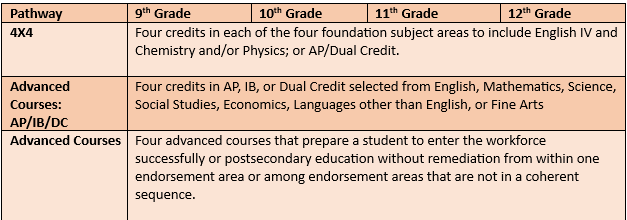 Pathway 9th Grade 10th Grade 11th Grade 12th Grade
4X4 Four credits in each of the four foundation subject areas to include English IV and
Chemistry and/or Physics; or AP/Dual Credit.
Advanced Four credits in AP, IB, or Dual Credit selected from English, Mathematics, Science,
Courses: Social Studies, Economics, Languages other than English, or Fine Arts
AP/IB/DC
Advanced Courses Four advanced courses that prepare a student to enter the workforce
successfully or postsecondary education without remediation from within one
endorsement area or among endorsement areas that are not in a coherent
sequence.